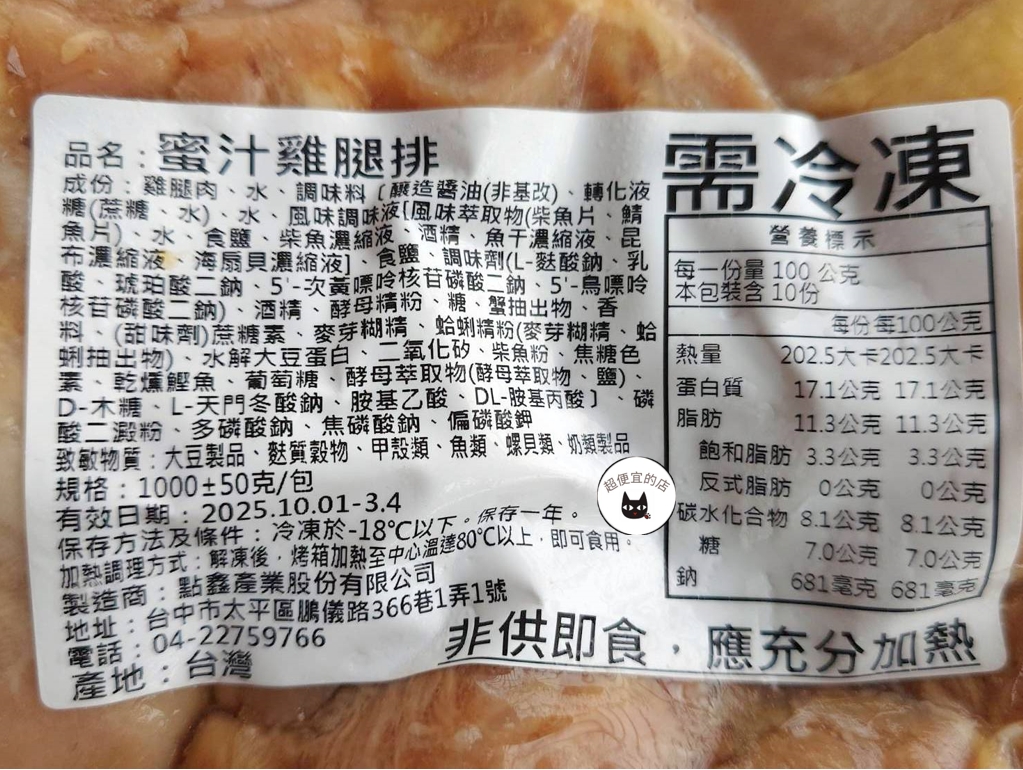 品名：蜜汁雞腿排
成份：雞腿肉、水、調味料〔釀造醬油(非基改)、轉化液
糖(蔗糖、水)、水、風味調味液[風味萃取物(柴魚片、鯖
魚片)、水、食鹽、柴魚濃縮液、酒精、魚干濃縮液、昆
布濃縮液、海扇貝濃縮液]、食鹽、調味劑(L-麩酸鈉、乳
酸、琥珀酸二鈉、5'-次黃嘌呤核苷磷酸二鈉、5'-鳥嘌呤
核苷磷酸二鈉)、酒精、酵母精粉、糖、蟹抽出物、香
料、(甜味劑)蔗糖素、麥芽糊精、蛤蜊精粉(麥芽糊精、蛤
蜊抽出物)、水解大豆蛋白、二氧化矽、柴魚粉、焦糖色
素、乾燻鰹魚、葡萄糖、酵母萃取物(酵母萃取物、鹽)、
D-木糖、L-天門冬酸鈉、胺基乙酸、DL-胺基丙酸〕、磷
酸二澱粉、多磷酸鈉、焦磷酸鈉、偏磷酸鉀
致敏物質：大豆製品、麩質穀物、甲殼類、魚類、螺貝類、奶類製品
規格：1000±50克/包
有效日期：2025.10.01-3.4
保存方法及條件：冷凍於-18℃以下。保存一年。
加熱調理方式：解凍後，烤箱加熱至中心溫達80℃以上，即可食用。
製造商：點鑫產業股份有限公司
地址：台中市太平區鵬儀路366巷1弄1號
電話：04-22759766
產地：台灣
需冷凍
營養標示
每一份量 100 公克
本包裝含 10份
每份 每100公克
熱量 202.5大卡 202.5大卡
蛋白質 17.1公克 17.1公克
脂肪 11.3公克 11.3公克
飽和脂肪 3.3公克 3.3公克
反式脂肪 0公克 0公克
碳水化合物 8.1公克 8.1公克
糖 7.0公克 7.0公克
鈉 681毫克 681毫克
非供即食，應充分加熱
超便宜的店